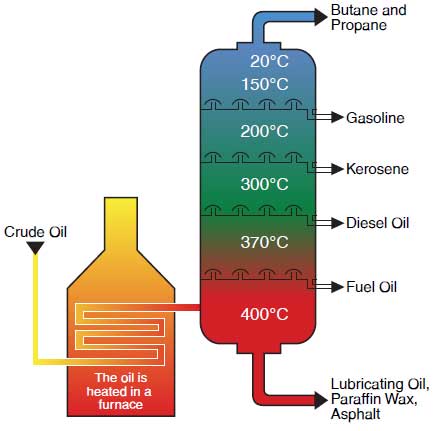 Butane and
Propane
20°C
150°C
Gasoline
200°C
Kerosene
300°C
Diesel Oil
370°C
Fuel Oil
400°C
Lubricating Oil,
Paraffin Wax,
Asphalt
Crude Oil
The oil is
heated in a
furnace